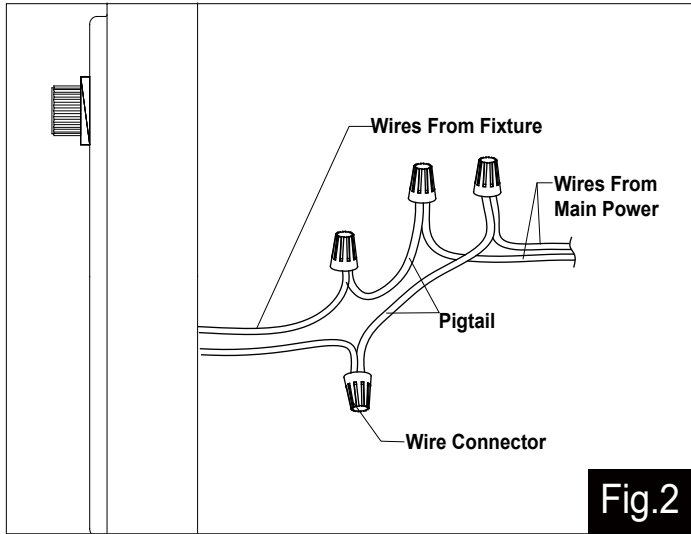 Wires From Fixture
Wires From
Main Power
Pigtail
Wire Connector
Fig.2